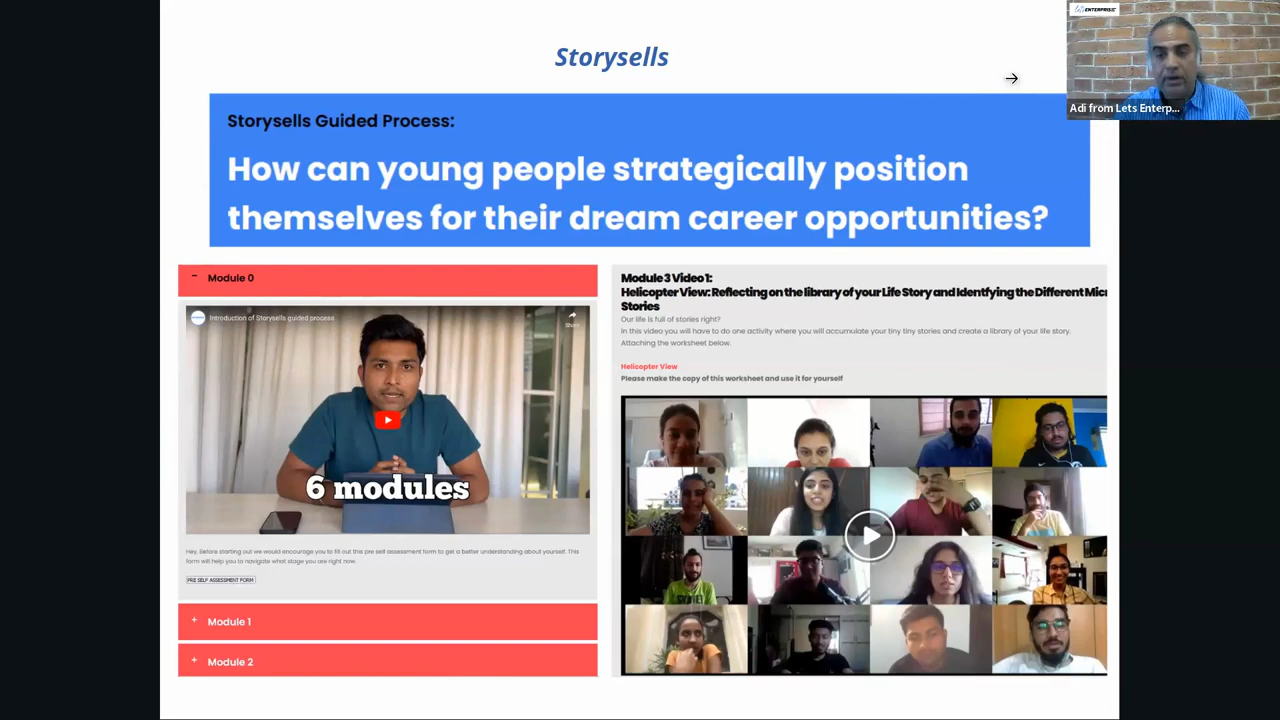 Storysells
ENTERPRISE
Adi from Lets Enterp...
Storysells Guided Process:
How can young people strategically position
themselves for their dream career opportunities?
Module 0
Introduction of Storysells guided process
Share
6 modules
Hey, Before starting out we would encourage you to fill out this pre self assessment form to get a better understanding about yourself. This
form will help you to navigate what stage you are right now.
PRE SELF ASSESSMENT FORM
Module 1
Module 2
Module 3 Video 1:
Helicopter View: Reflecting on the library of your Life Story and Identfying the Different Micr
Stories
Our life is full of stories right?
In this video you will have to do one activity where you will accumulate your tiny tiny stories and create a library of your life story.
Attaching the worksheet below.
Helicopter View
Please make the copy of this worksheet and use it for yourself